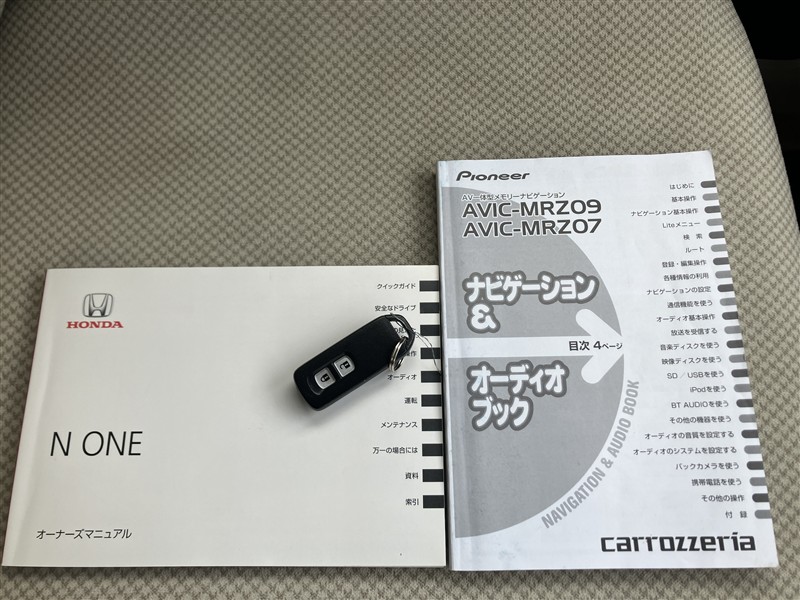 HONDA
N ONE
オーナーズマニュアル
クイックガイド
安全なドライブ
操作
オーディオ
運転
メンテナンス
万一の場合には
資料
索引
Pioneer
AV一体型メモリーナビゲーション
AVIC-MRZ09
AVIC-MRZ07
ナビゲーション
&
目次 4ページ
オーディオ
ブック
NAVIGATION & AUDIO BOOK
はじめに
基本操作
ナビゲーション基本操作
Liteメニュー
検 索
ルート
登録・編集操作
各種情報の利用
ナビゲーションの設定
通信機能を使う
オーディオ基本操作
放送を受信する
音楽ディスクを使う
映像ディスクを使う
SD／USBを使う
iPodを使う
BT AUDIOを使う
その他の機器を使う
オーディオの音質を設定する
オーディオのシステムを設定する
バックカメラを使う
携帯電話を使う
その他の操作
付 録
carrozzeria